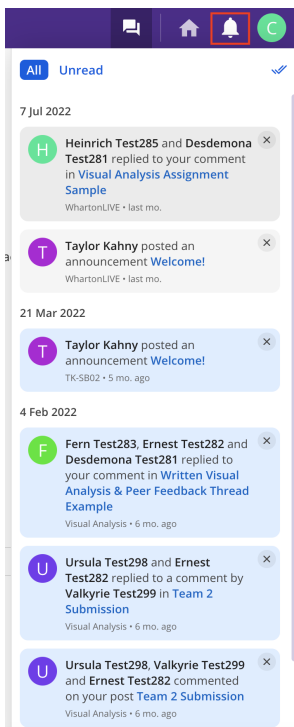 C
All Unread
7 Jul 2022
H
Heinrich Test285 and Desdemona
Test281 replied to your comment
in Visual Analysis Assignment
Sample
WhartonLIVE • last mo.
T
Taylor Kahny posted an
announcement Welcome!
WhartonLIVE • last mo.
21 Mar 2022
T
Taylor Kahny posted an
announcement Welcome!
TK-SB02 • 5 mo. ago
4 Feb 2022
F
Fern Test283, Ernest Test282 and
Desdemona Test281 replied to
your comment in Written Visual
Analysis & Peer Feedback Thread
Example
Visual Analysis • 6 mo. ago
U
Ursula Test298 and Ernest
Test282 replied to a comment by
Valkyrie Test299 in Team 2
Submission
Visual Analysis • 6 mo. ago
U
Ursula Test298, Valkyrie Test299
and Ernest Test282 commented
on your post Team 2 Submission
Visual Analysis • 6 mo. ago